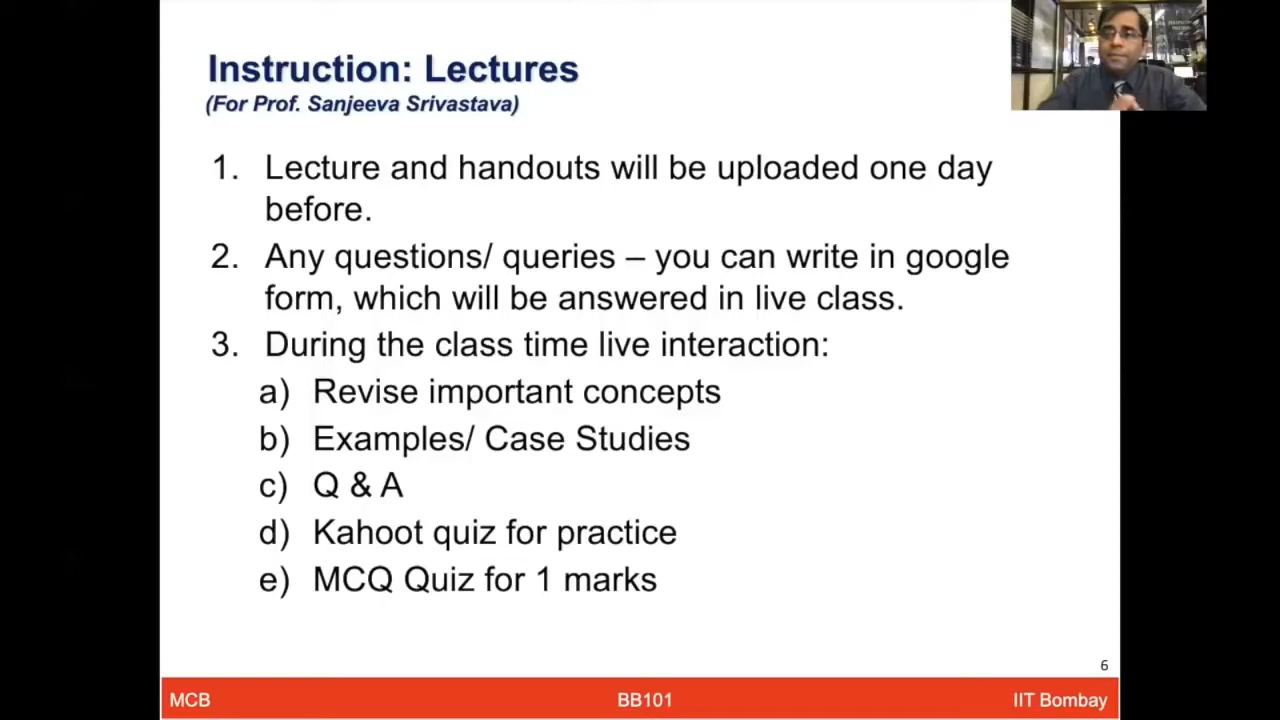 Instruction: Lectures
(For Prof. Sanjeeva Srivastava)
1. Lecture and handouts will be uploaded one day
before.
2. Any questions/ queries – you can write in google
form, which will be answered in live class.
3. During the class time live interaction:
a) Revise important concepts
b) Examples/ Case Studies
c) Q & A
d) Kahoot quiz for practice
e) MCQ Quiz for 1 marks
6
MCB BB101 IIT Bombay